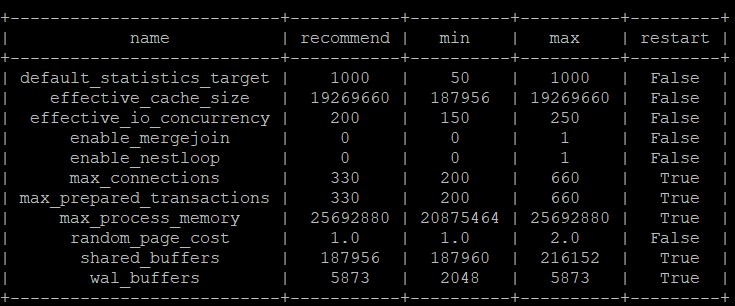 +----------------------------+-----------+----------+----------+---------+
|            name            | recommend |   min    |   max    | restart |
+----------------------------+-----------+----------+----------+---------+
| default_statistics_target  |    1000   |    50    |   1000   |  False  |
|    effective_cache_size    |  19269660 |  187956  | 19269660 |  False  |
|  effective_io_concurrency  |    200    |   150    |   250    |  False  |
|      enable_mergejoin      |     0     |    0     |    1     |  False  |
|      enable_nestloop       |     0     |    0     |    1     |  False  |
|      max_connections       |    330    |   200    |   660    |   True  |
| max_prepared_transactions  |    330    |   200    |   660    |   True  |
|     max_process_memory     |  25692880 | 20875464 | 25692880 |   True  |
|      random_page_cost      |    1.0    |   1.0    |   2.0    |  False  |
|       shared_buffers       |   187956  |  187960  |  216152  |   True  |
|        wal_buffers         |    5873   |   2048   |   5873   |   True  |
+----------------------------+-----------+----------+----------+---------+